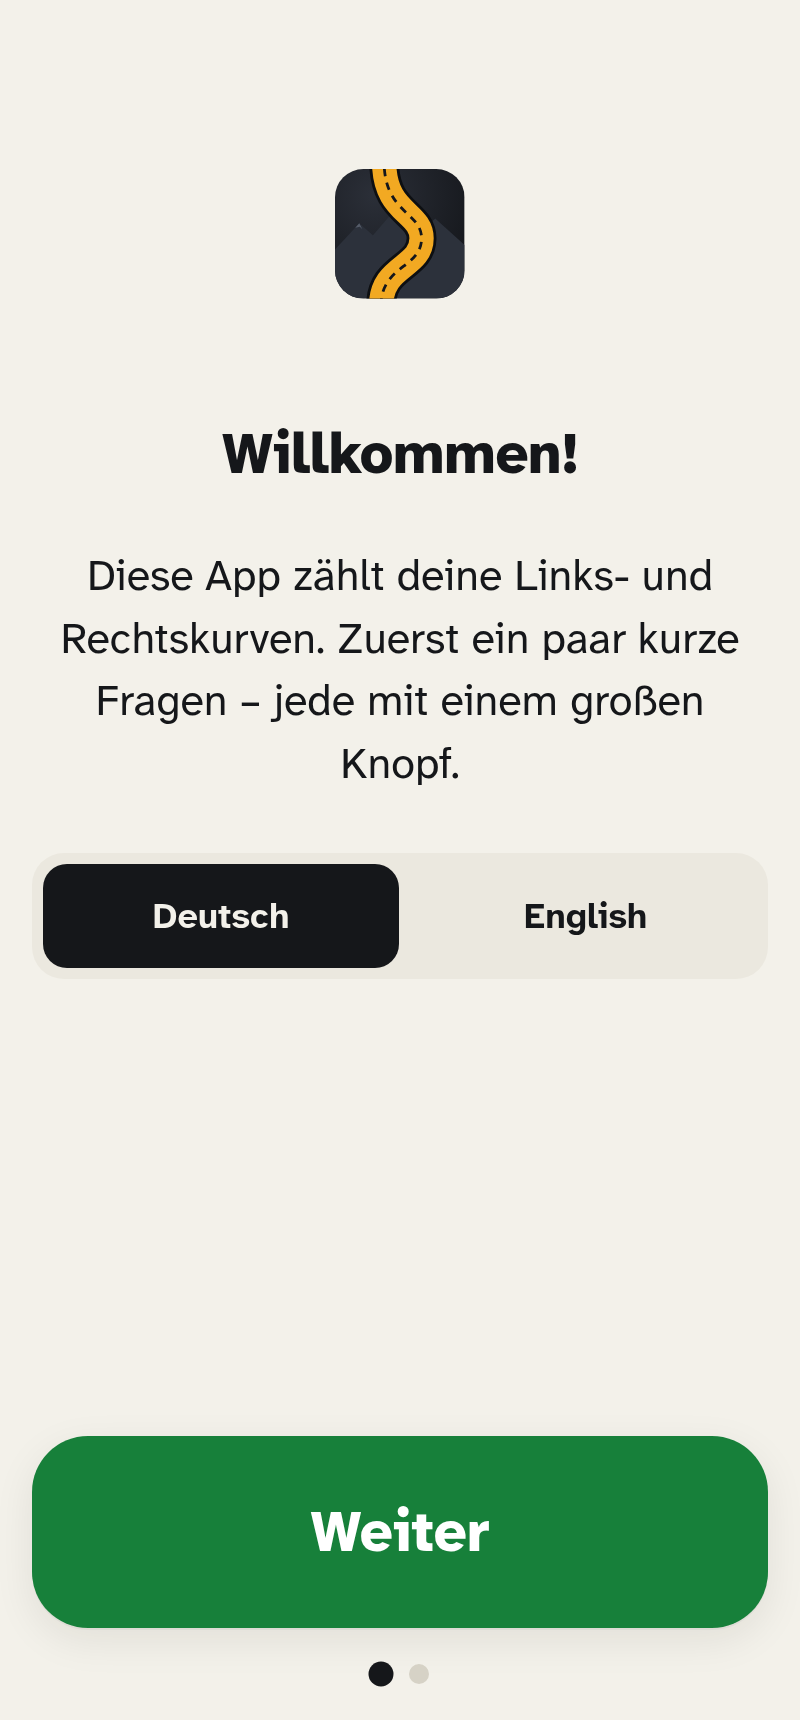 Willkommen!
Diese App zählt deine Links- und
Rechtskurven. Zuerst ein paar kurze
Fragen – jede mit einem großen
Knopf.
Deutsch
English
Weiter